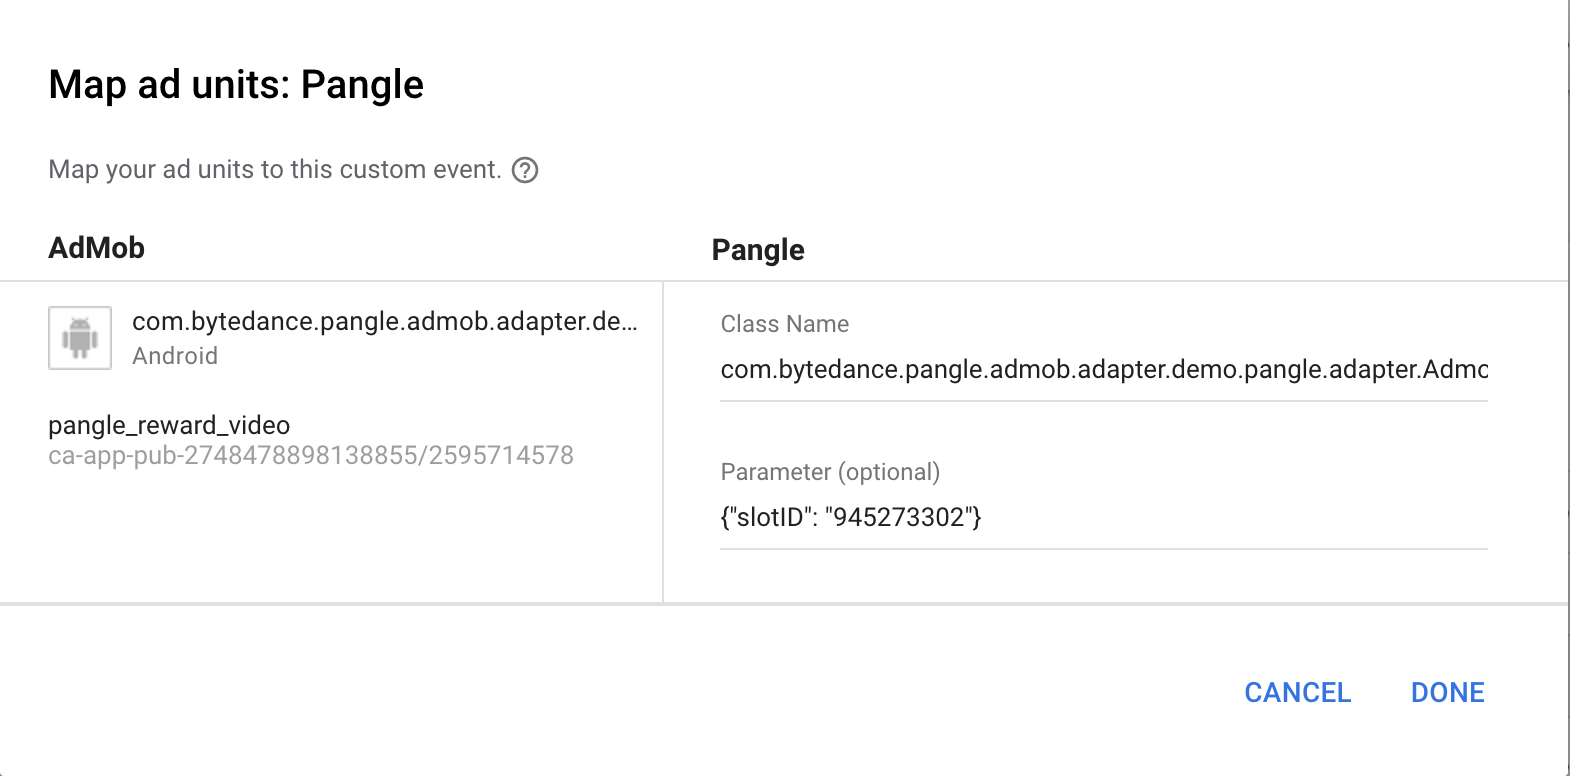 Map ad units: Pangle
Map your ad units to this custom event.
AdMob
Pangle
com.bytedance.pangle.admob.adapter.de...
Android
pangle_reward_video
ca-app-pub-2748478898138855/2595714578
Class Name
com.bytedance.pangle.admob.adapter.demo.pangle.adapter.Admo
Parameter (optional)
{"slotID": "945273302"}
CANCEL
DONE